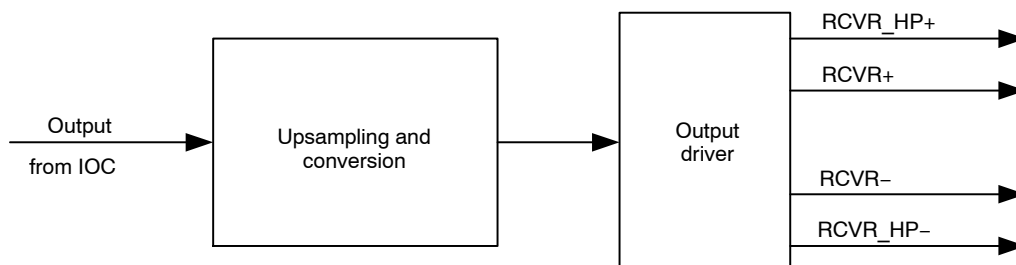 Output
from IOC
Upsampling and
conversion
Output
driver
RCVR_HP+
RCVR+
RCVR−
RCVR_HP−